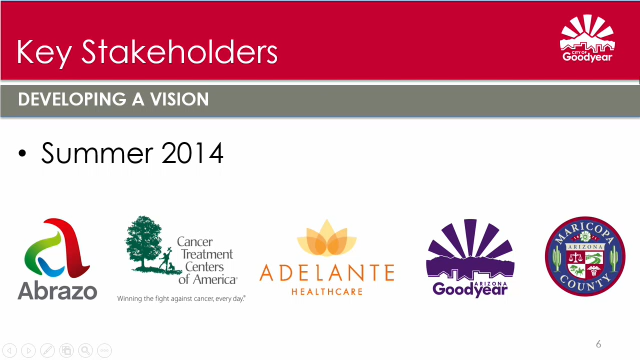 Key Stakeholders
CITY OF
Goodyear
DEVELOPING A VISION
• Summer 2014
Abrazo
Cancer
Treatment
Centers
of America®
Winning the fight against cancer, every day.®
ADELANTE
HEALTHCARE
ARIZONA
Goodyear
MARICOPA
ARIZONA
COUNTY
6